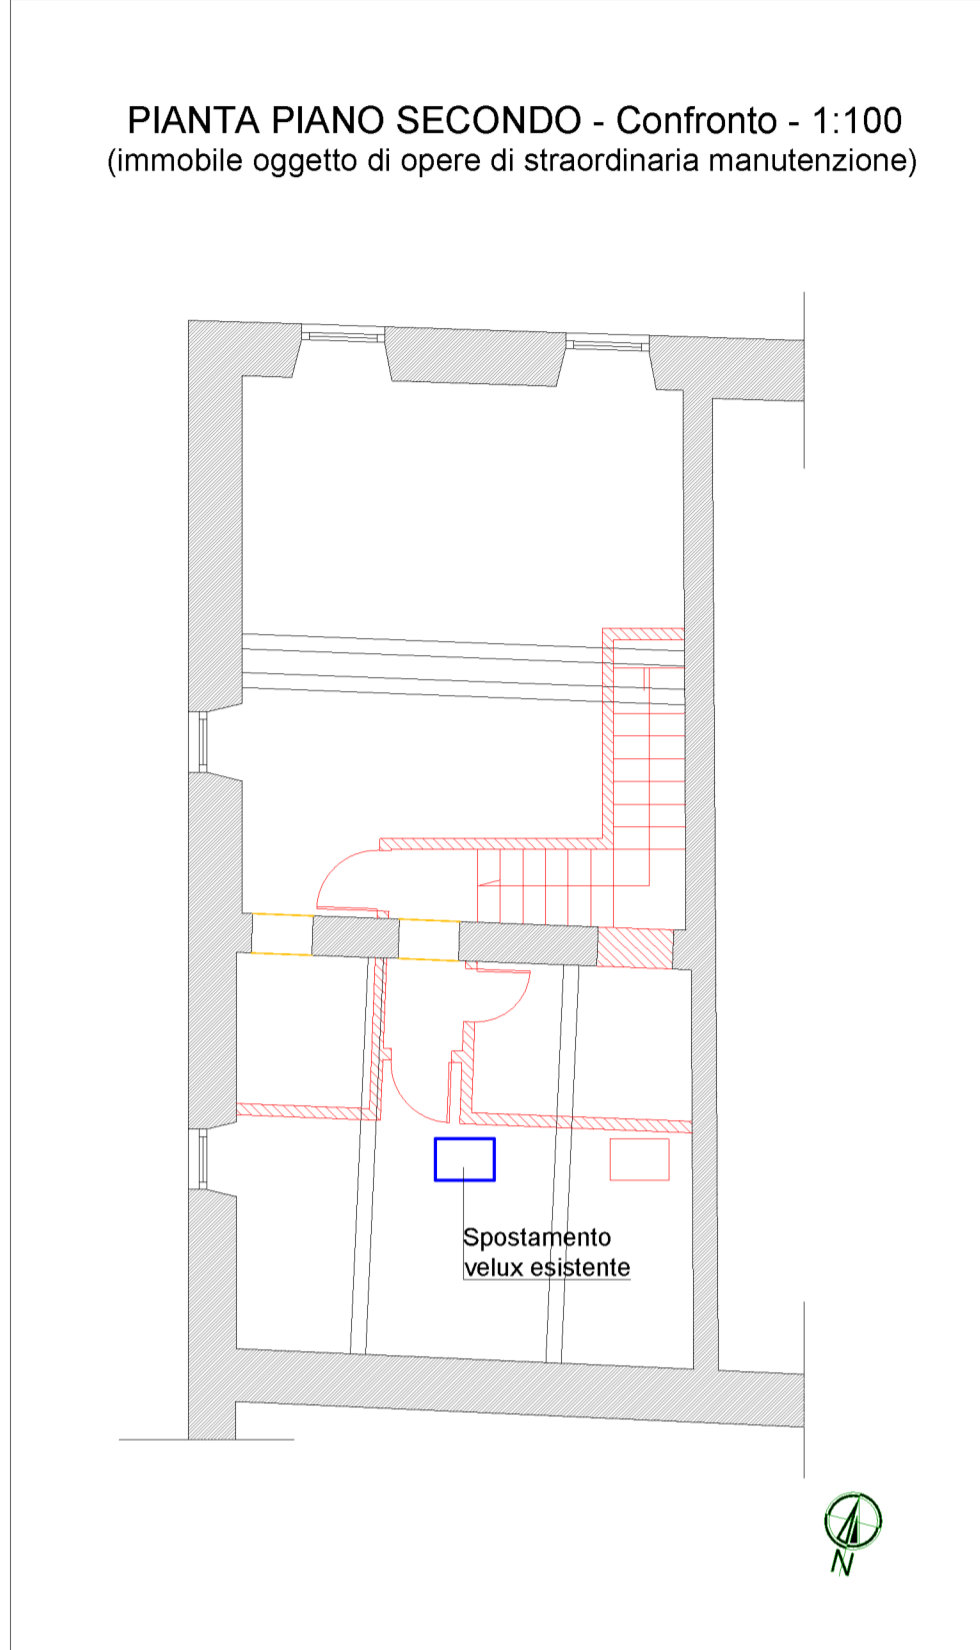 PIANTA PIANO SECONDO - Confronto - 1:100
(immobile oggetto di opere di straordinaria manutenzione)
Spostamento
velux esistente
N